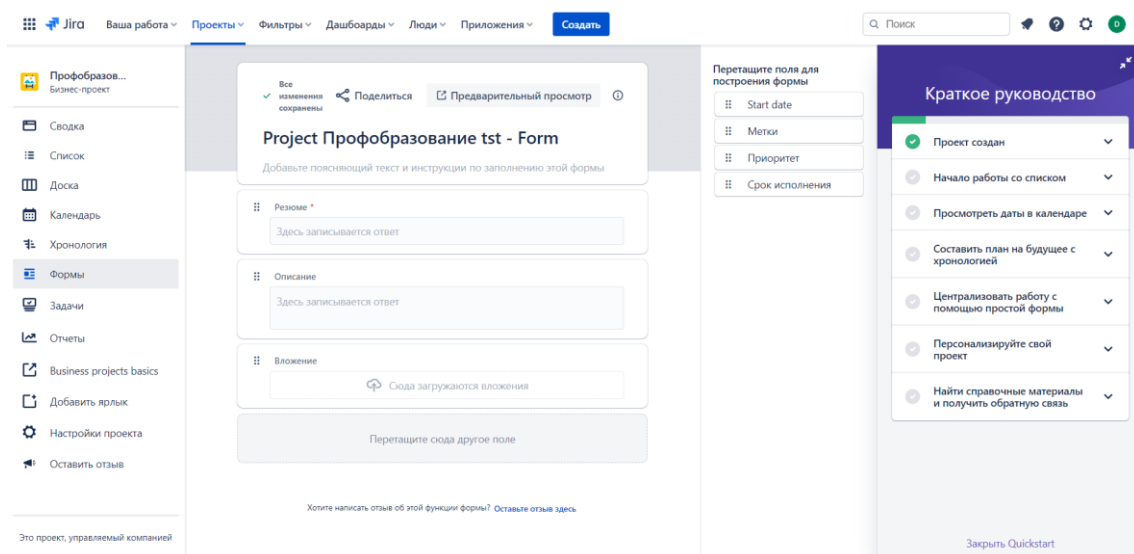 Jira
Ваша работа
Проекты
Фильтры
Дашборды
Люди
Приложения
Создать
Поиск
D
Профобразов...
Бизнес-проект
Сводка
Список
Доска
Календарь
Хронология
Формы
Задачи
Отчеты
Business projects basics
Добавить ярлык
Настройки проекта
Оставить отзыв
Это проект, управляемый компанией
Все
изменения
сохранены
Поделиться
Предварительный просмотр
Project Профобразование tst - Form
Добавьте поясняющий текст и инструкции по заполнению этой формы
Резюме *
Здесь записывается ответ
Описание
Здесь записывается ответ
Вложение
Сюда загружаются вложения
Перетащите сюда другое поле
Хотите написать отзыв об этой функции формы? Оставьте отзыв здесь
Перетащите поля для
построения формы
Start date
Метки
Приоритет
Срок исполнения
Краткое руководство
Проект создан
Начало работы со списком
Просмотреть даты в календаре
Составить план на будущее с
хронологией
Централизовать работу с
помощью простой формы
Персонализируйте свой
проект
Найти справочные материалы
и получить обратную связь
Закрыть Quickstart